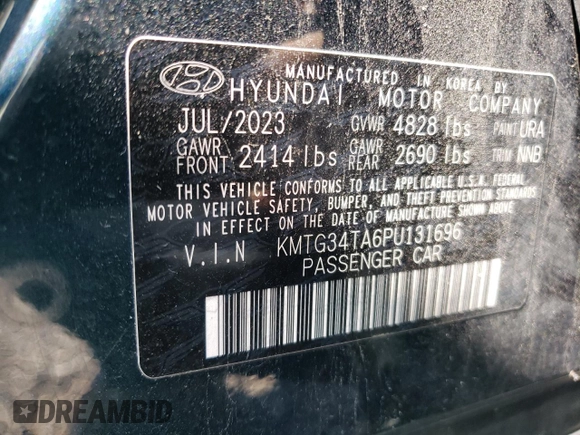 MANUFACTURED IN KOREA BY
HYUNDAI MOTOR COMPANY
JUL/2023 GVWR 4828 lbs PAINT URA
GAWR FRONT 2414 lbs GAWR REAR 2690 lbs TRIM NNB
THIS VEHICLE CONFORMS TO ALL APPLICABLE U.S.A. FEDERAL
MOTOR VEHICLE SAFETY, BUMPER, AND THEFT PREVENTION STANDARDS
IN EFFECT ON THE DATE OF MANUFACTURE SHOWN ABOVE.
V.I.N KMTG34TA6PU131696
PASSENGER CAR
DREAMBID